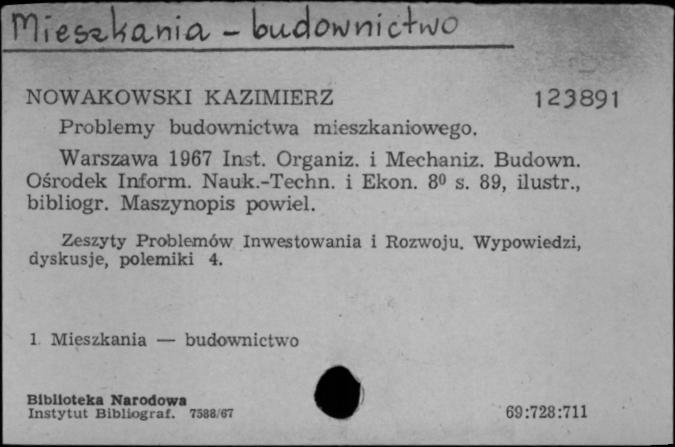 Mieszkania - budownictwo
NOWAKOWSKI KAZIMIERZ 123891
Problemy budownictwa mieszkaniowego.
Warszawa 1967 Inst. Organiz. i Mechaniz. Budown.
Ośrodek Inform. Nauk.-Techn. i Ekon. 8⁰ s. 89, ilustr.,
bibliogr. Maszynopis powiel.
Zeszyty Problemów Inwestowania i Rozwoju. Wypowiedzi,
dyskusje, polemiki 4.
1. Mieszkania — budownictwo
Biblioteka Narodowa
Instytut Bibliograf. 7588/67 69:728:711